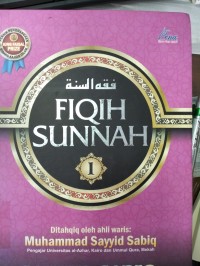 فقه السنة
FIQIH
SUNNAH
1
Ditahqiq oleh ahli waris:
Muhammad Sayyid Sabiq
Pengajar Universitas al-Azhar, Kairo dan Ummul Qura, Mekah